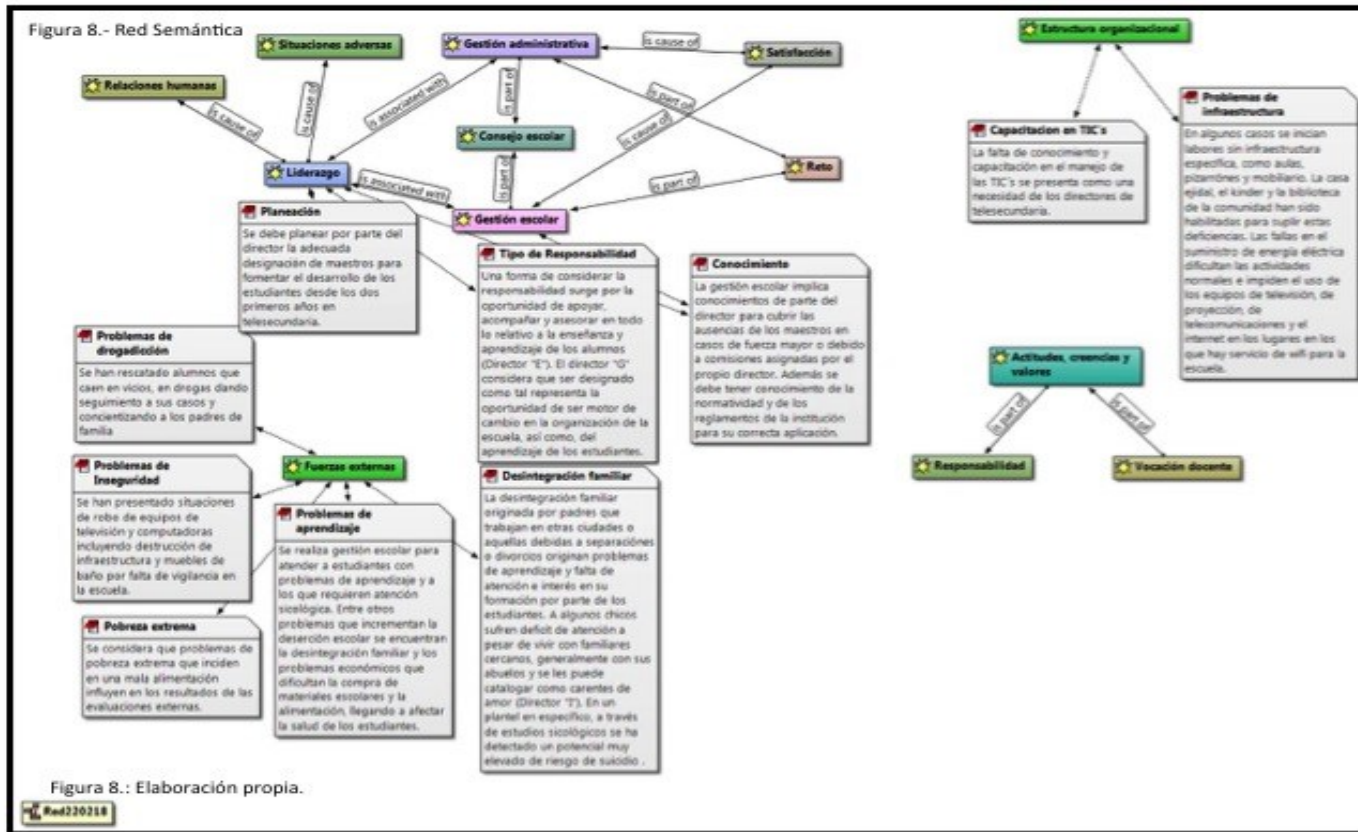 Figura 8.- Red Semántica
Situaciones adversas
Gestión administrativa
is cause of
Satisfacción
Estructura organizacional
Relaciones humanas
is cause of
is cause of
is associated with
is part of
is part of
is cause of
Consejo escolar
Liderazgo
is associated with
is part of
is part of
Reto
Gestión escolar
Capacitacion en TIC´s
La falta de conocimiento y
capacitación en el manejo de
las TIC´s se presenta como una
necesidad de los directores de
telesecundaria.
Problemas de
infraestructura
En algunos casos se inician
labores sin infraestructura
específica, como aulas,
pizarrónes y mobiliario. La casa
ejidal, el kinder y la biblioteca
de la comunidad han sido
habilitadas para suplir estas
deficiencias. Las fallas en el
suministro de energía eléctrica
dificultan las actividades
normales e impiden el uso de
los equipos de televisión, de
proyección, de
telecomunicaciones y el
internet en los lugares en los
que hay servicio de wifi para la
escuela.
Planeación
Se debe planear por parte del
director la adecuada
designación de maestros para
fomentar el desarrollo de los
estudiantes desde los dos
primeros años en
telesecundaria.
Tipo de Responsabilidad
Una forma de considerar la
responsabilidad surge por la
oportunidad de apoyar,
acompañar y asesorar en todo
lo relativo a la enseñanza y
aprendizaje de los alumnos
(Director "E"). El director "G"
considera que ser designado
como tal representa la
oportunidad de ser motor de
cambio en la organización de la
escuela, así como, del
aprendizaje de los estudiantes.
Conocimiento
La gestión escolar implica
conocimientos de parte del
director para cubrir las
ausencias de los maestros en
casos de fuerza mayor o debido
a comisiones asignadas por el
propio director. Además se
debe tener conocimiento de la
normatividad y de los
reglamentos de la institución
para su correcta aplicación.
Problemas de
drogadicción
Se han rescatado alumnos que
caen en vicios, en drogas dando
seguimiento a sus casos y
concientizando a los padres de
familia
Actitudes, creencias y
valores
is part of
is part of
Responsabilidad
Vocación docente
Fuerzas externas
Problemas de
Inseguridad
Se han presentado situaciones
de robo de equipos de
televisión y computadoras
incluyendo destrucción de
infraestructura y muebles de
baño por falta de vigilancia en
la escuela.
Problemas de
aprendizaje
Se realiza gestión escolar para
atender a estudiantes con
problemas de aprendizaje y a
los que requieren atención
sicológica. Entre otros
problemas que incrementan la
deserción escolar se encuentran
la desintegración familiar y los
problemas económicos que
dificultan la compra de
materiales escolares y la
alimentación, llegando a afectar
la salud de los estudiantes.
Desintegración familiar
La desintegración familiar
originada por padres que
trabajan en otras ciudades o
aquellas debidas a separaciónes
o divorcios originan problemas
de aprendizaje y falta de
atención e interés en su
formación por parte de los
estudiantes. A algunos chicos
sufren deficit de atención a
pesar de vivir con familiares
cercanos, generalmente con sus
abuelos y se les puede
catalogar como carentes de
amor (Director "I"). En un
plantel en específico, a través
de estudios sicológicos se ha
detectado un potencial muy
elevado de riesgo de suicidio .
Pobreza extrema
Se considera que problemas de
pobreza extrema que inciden
en una mala alimentación
influyen en los resultados de las
evaluaciones externas.
Figura 8.: Elaboración propia.
Red220218